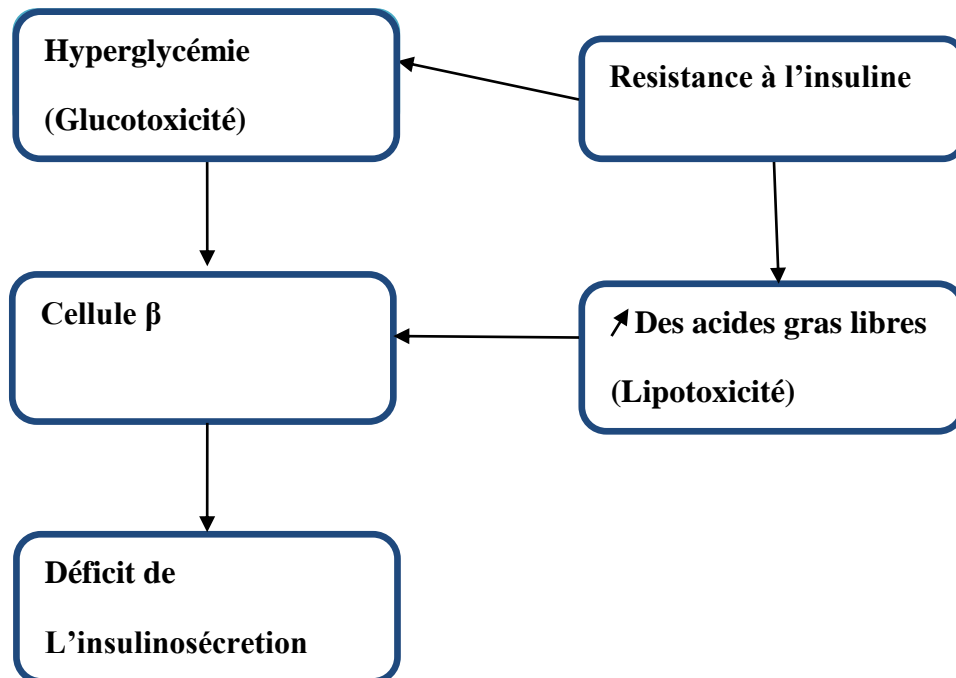 Hyperglycémie
(Glucotoxicité)
Resistance à l’insuline
Cellule β
↗ Des acides gras libres
(Lipotoxicité)
Déficit de
L’insulinosécretion